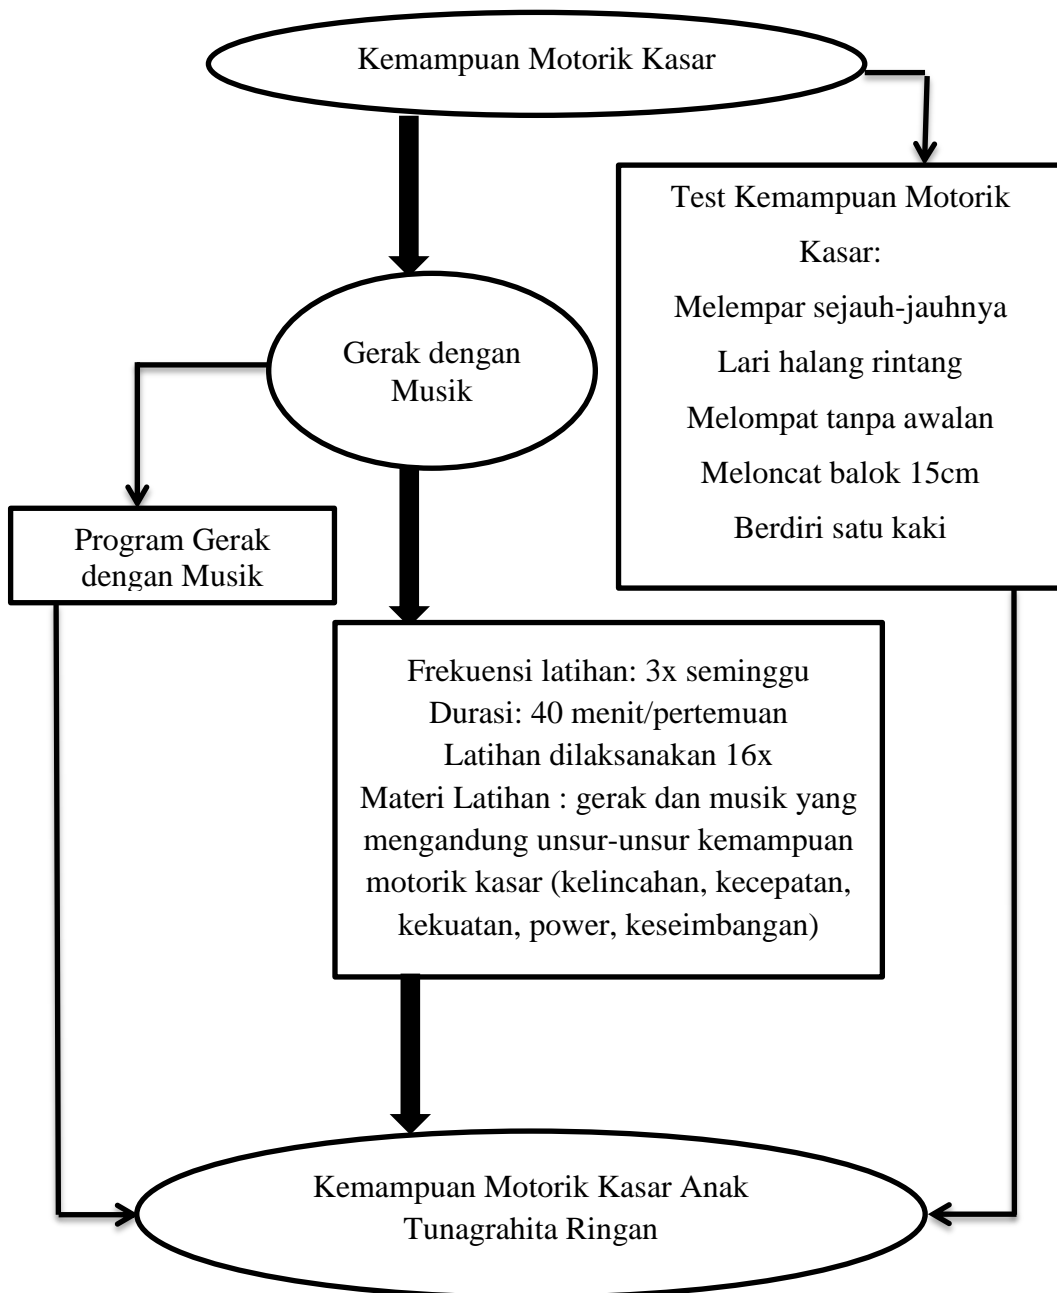 Kemampuan Motorik Kasar
Test Kemampuan Motorik
Kasar:
Melempar sejauh-jauhnya
Lari halang rintang
Melompat tanpa awalan
Meloncat balok 15cm
Berdiri satu kaki
Gerak dengan
Musik
Program Gerak
dengan Musik
Frekuensi latihan: 3x seminggu
Durasi: 40 menit/pertemuan
Latihan dilaksanakan 16x
Materi Latihan : gerak dan musik yang
mengandung unsur-unsur kemampuan
motorik kasar (kelincahan, kecepatan,
kekuatan, power, keseimbangan)
Kemampuan Motorik Kasar Anak
Tunagrahita Ringan